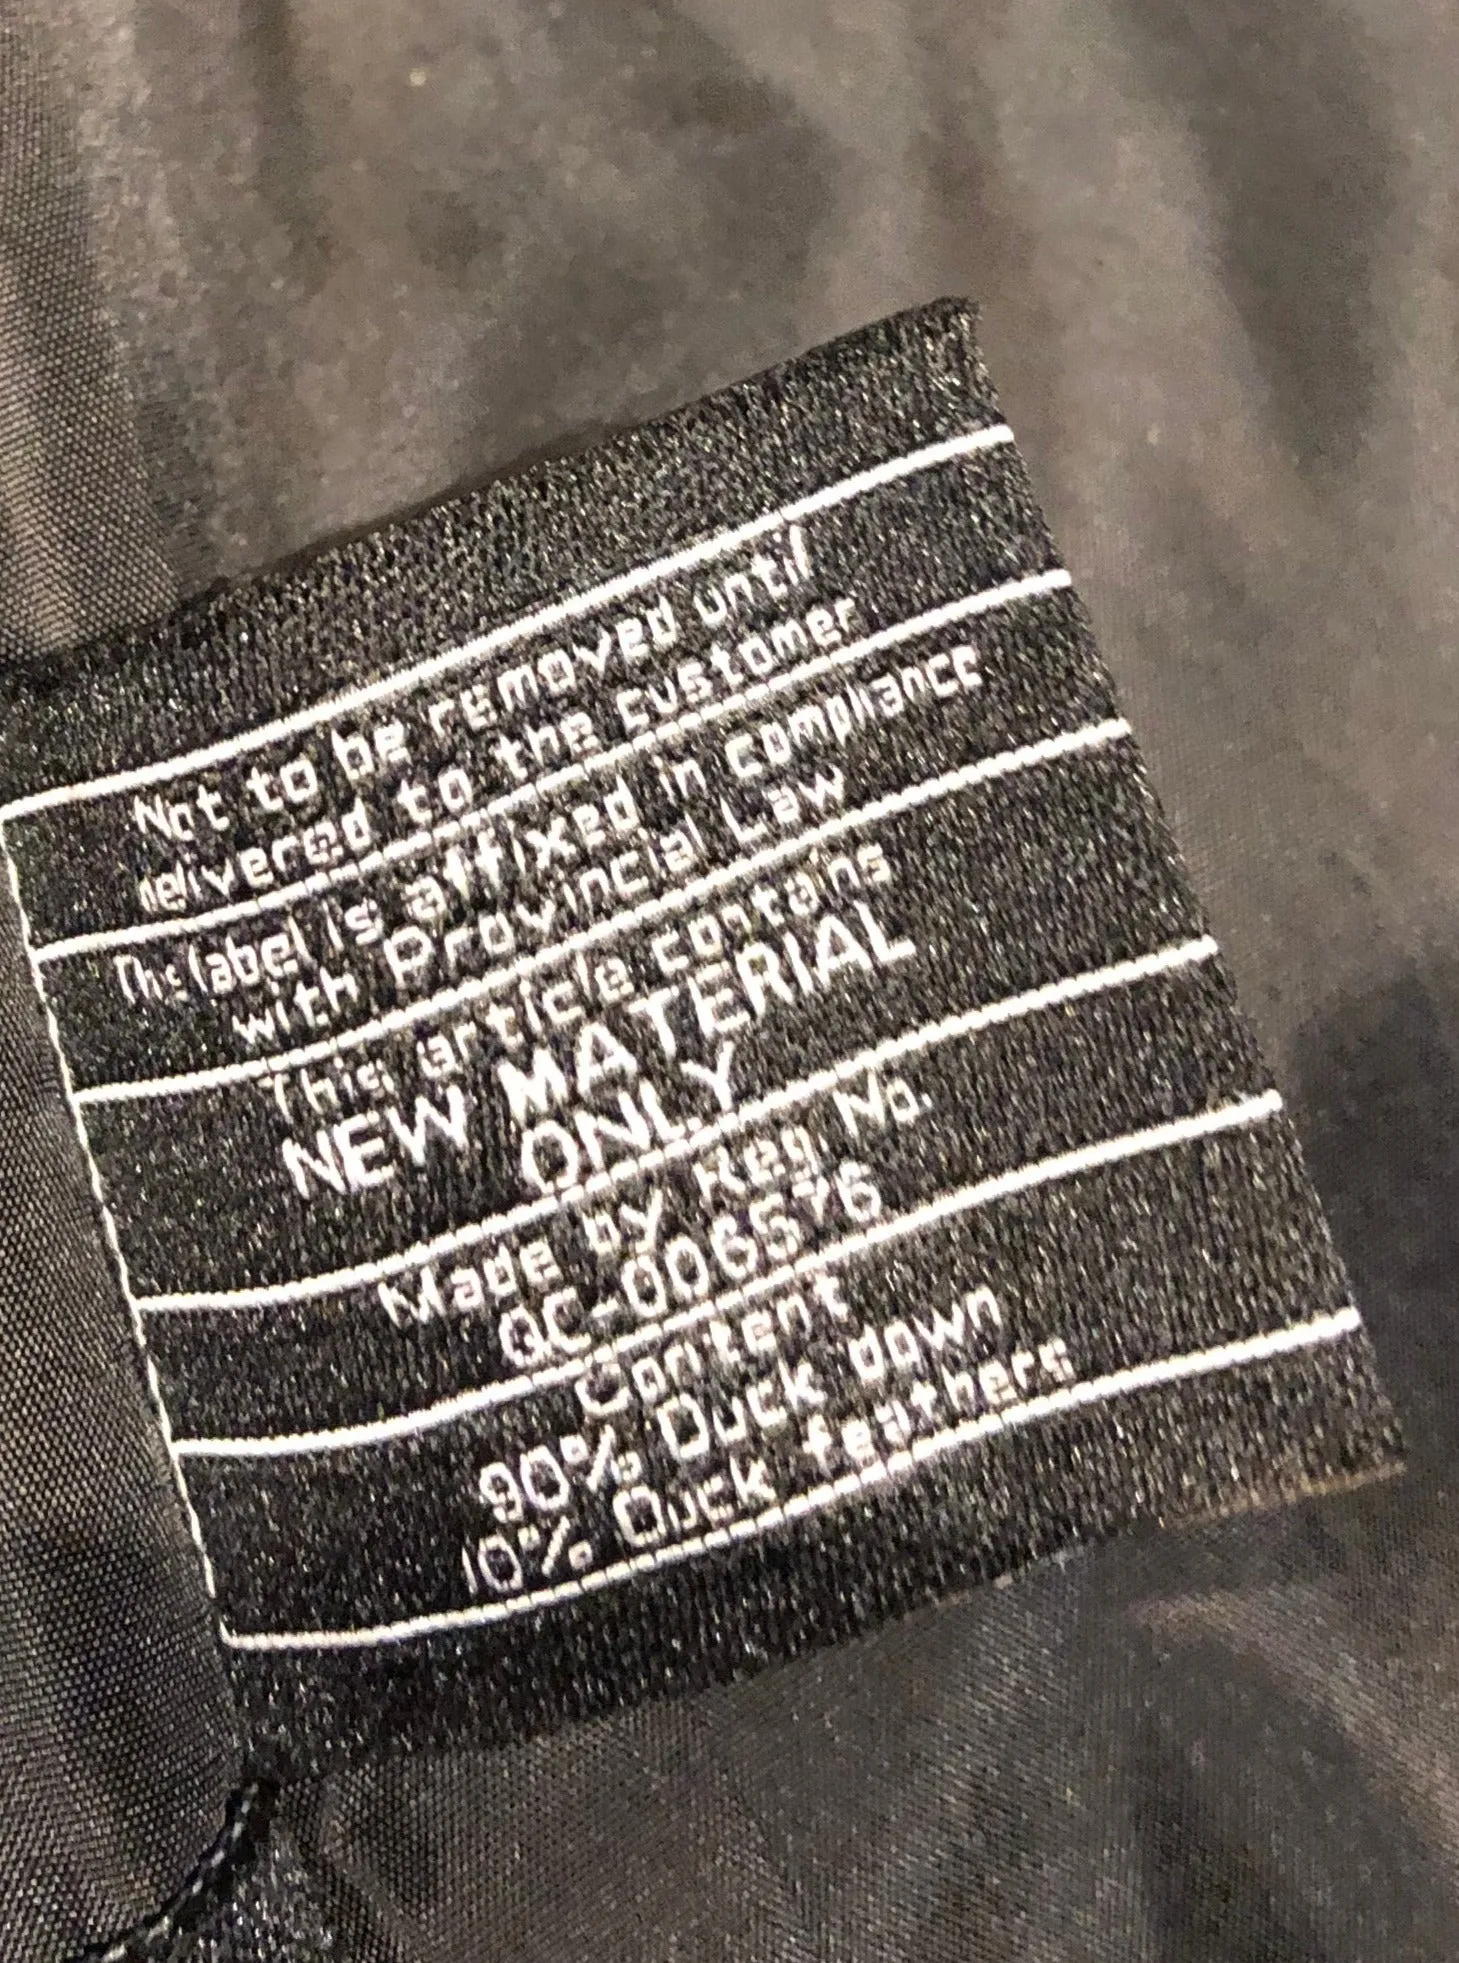 Not to be removed until
delivered to the customer
This label is affixed in compliance
with Provincial Law
This article contains
NEW MATERIAL
ONLY
Made by Reg No.
QC-006576
Content
90% Duck down
10% Duck feathers